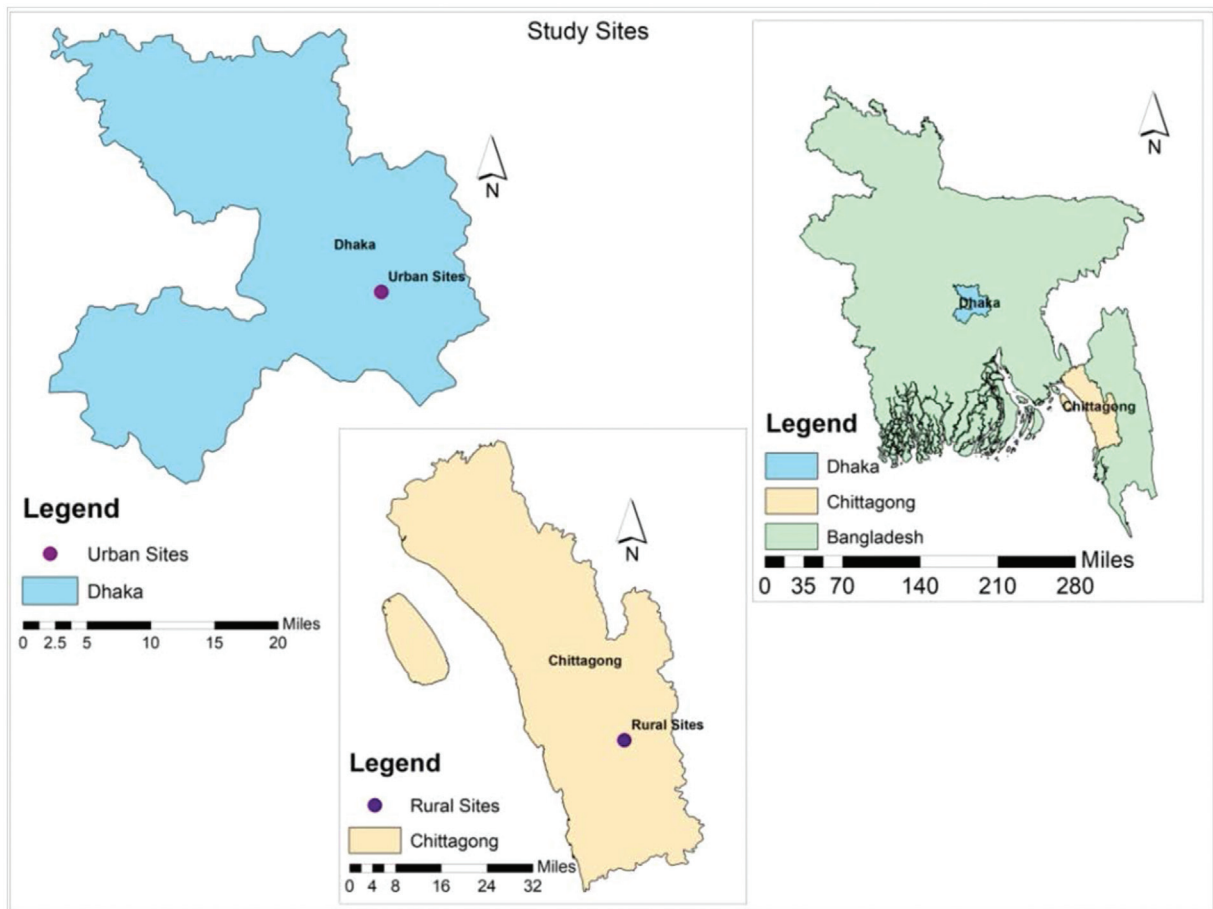 Study Sites
N
Dhaka
Urban Sites
Legend
Urban Sites
Dhaka
Miles
0 2.5 5 10 15 20
N
Chittagong
Rural Sites
Legend
Rural Sites
Chittagong
Miles
0 4 8 16 24 32
N
Dhaka
Chittagong
Legend
Dhaka
Chittagong
Bangladesh
Miles
0 35 70 140 210 280